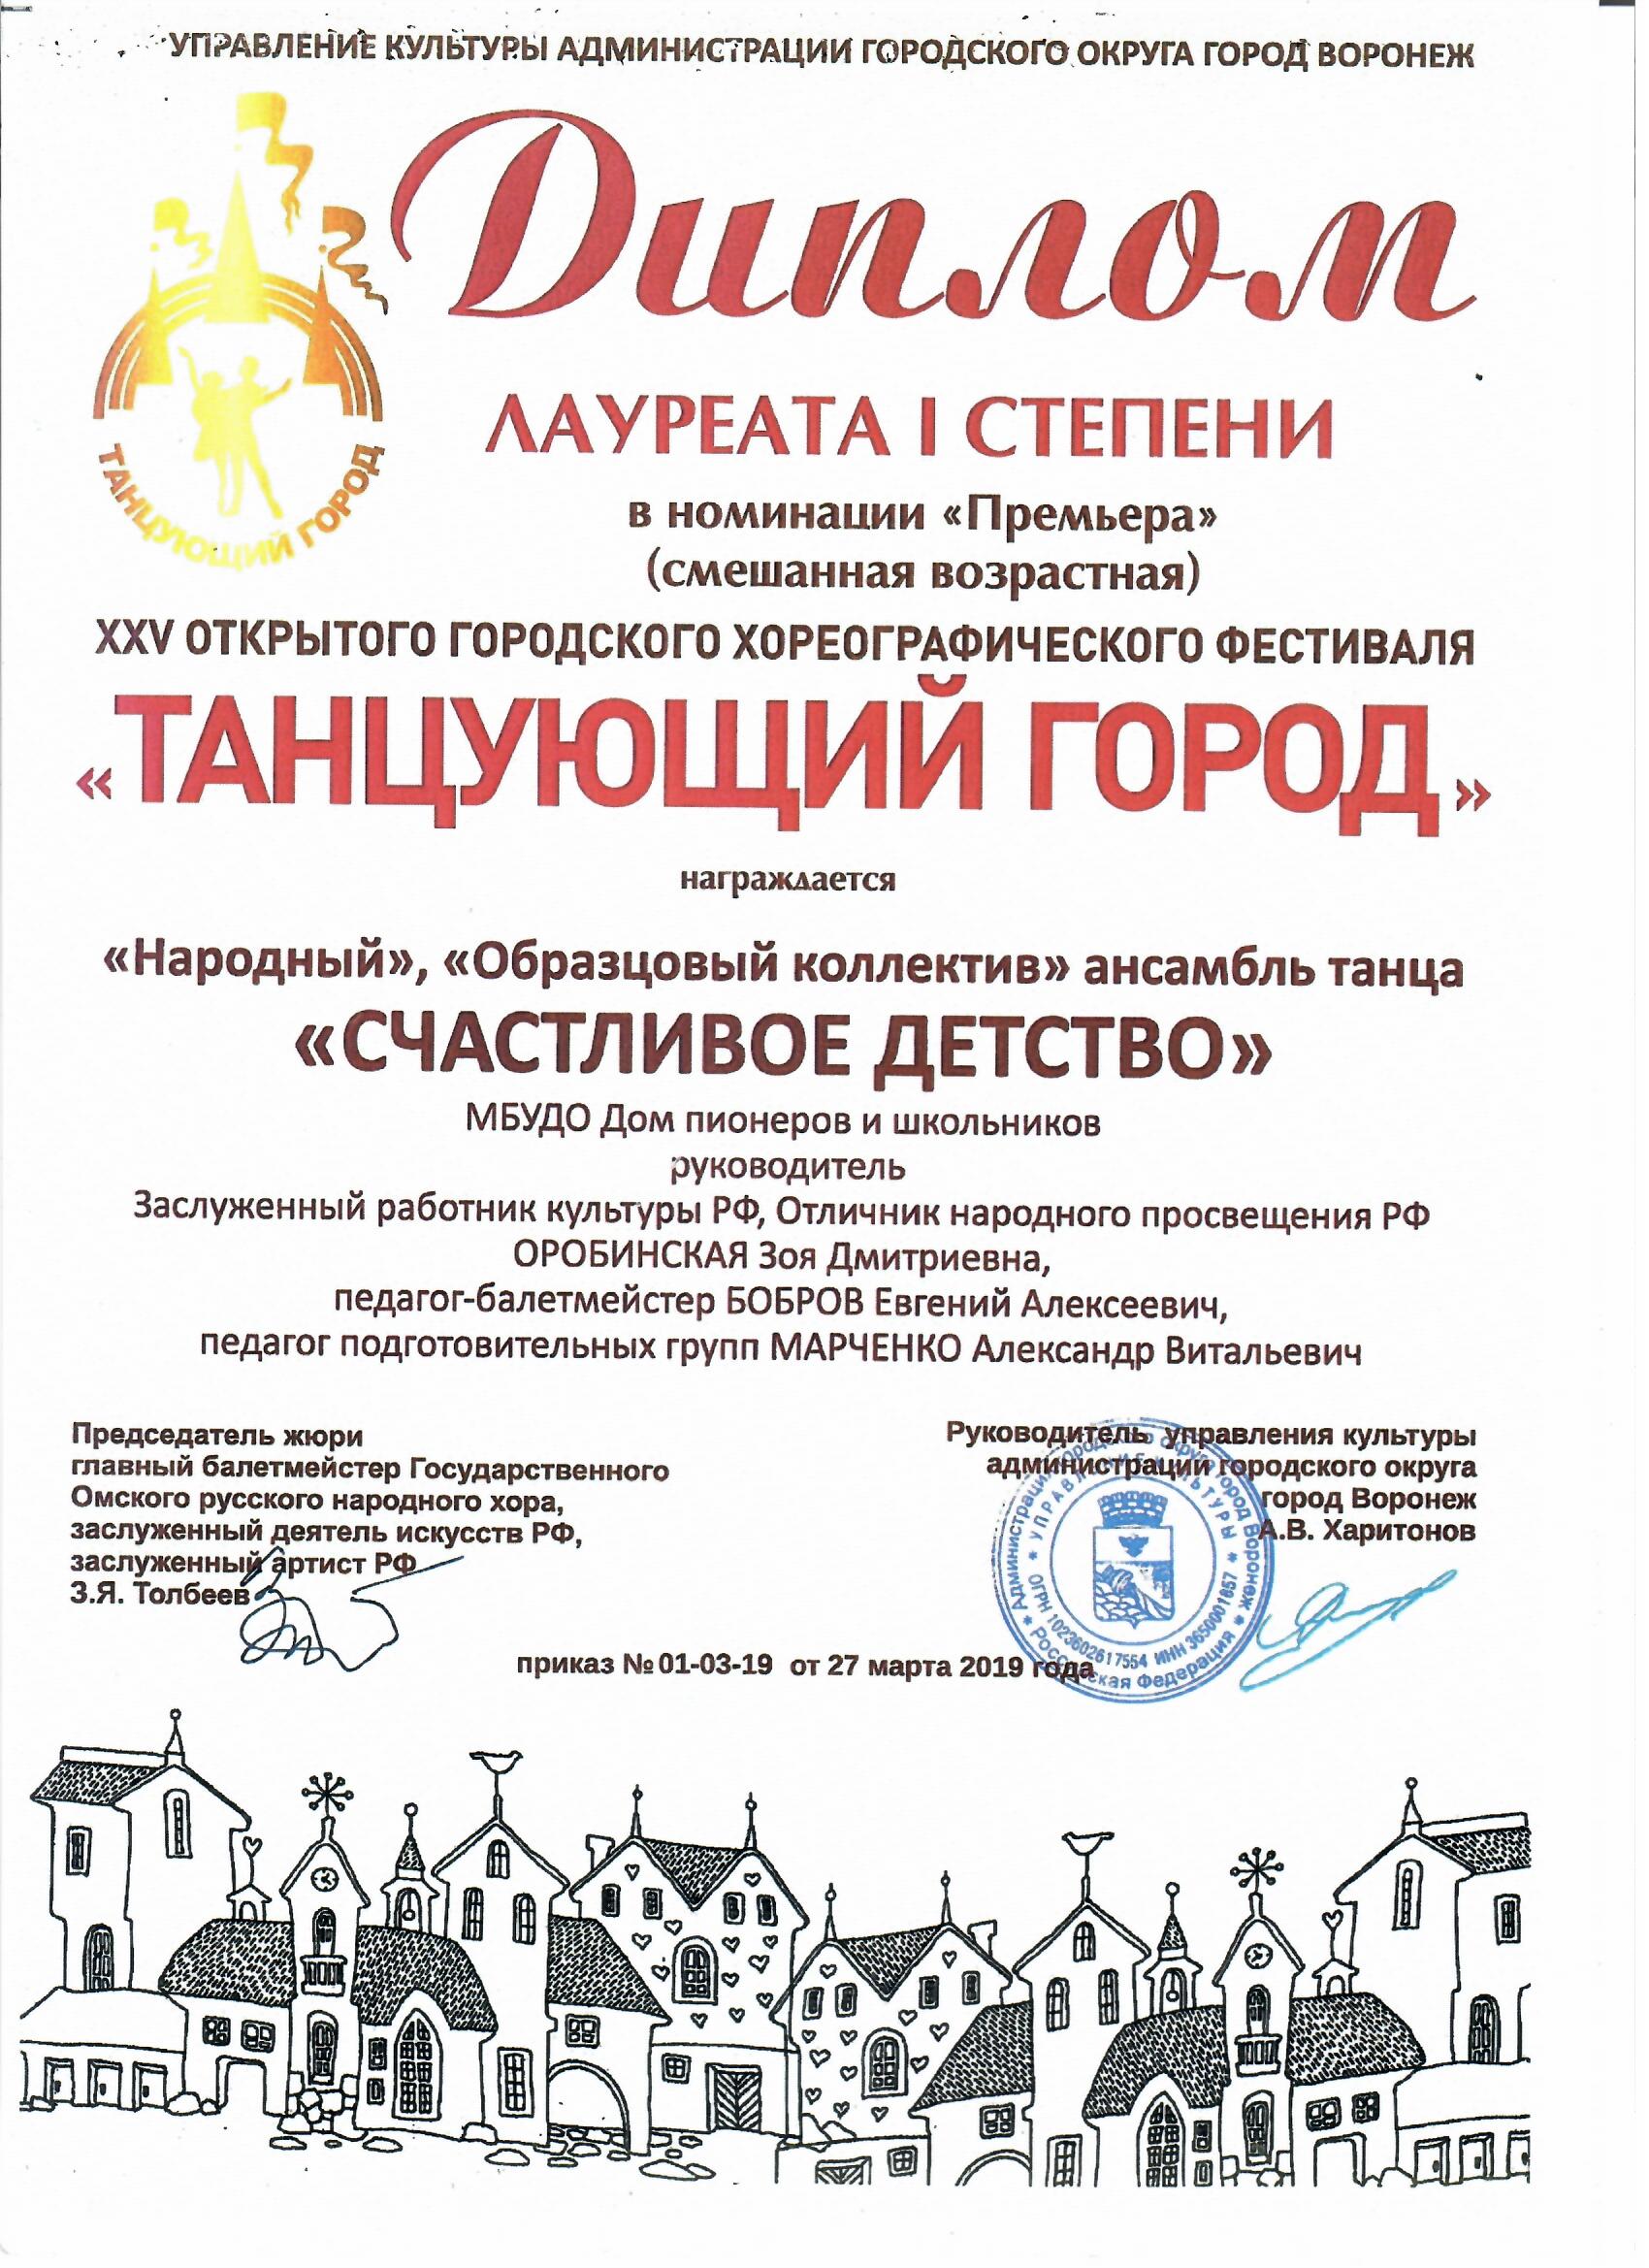 УПРАВЛЕНИЕ КУЛЬТУРЫ АДМИНИСТРАЦИИ ГОРОДСКОГО ОКРУГА ГОРОД ВОРОНЕЖ
Диплом
ТАНЦУЮЩИЙ ГОРОД
ЛАУРЕАТА I СТЕПЕНИ
в номинации «Премьера»
(смешанная возрастная)
XXV ОТКРЫТОГО ГОРОДСКОГО ХОРЕОГРАФИЧЕСКОГО ФЕСТИВАЛЯ
«ТАНЦУЮЩИЙ ГОРОД»
награждается
«Народный», «Образцовый коллектив» ансамбль танца
«СЧАСТЛИВОЕ ДЕТСТВО»
МБУДО Дом пионеров и школьников
руководитель
Заслуженный работник культуры РФ, Отличник народного просвещения РФ
ОРОБИНСКАЯ Зоя Дмитриевна,
педагог-балетмейстер БОБРОВ Евгений Алексеевич,
педагог подготовительных групп МАРЧЕНКО Александр Витальевич
Председатель жюри
главный балетмейстер Государственного
Омского русского народного хора,
заслуженный деятель искусств РФ,
заслуженный артист РФ
З.Я. Толбеев
Руководитель управления культуры
администрации городского округа
город Воронеж
А.В. Харитонов
Администрация городского округа город Воронеж * Российская Федерация *
* УПРАВЛЕНИЕ КУЛЬТУРЫ *
ОГРН 1023602617554 ИНН 3650001657
приказ № 01-03-19 от 27 марта 2019 года